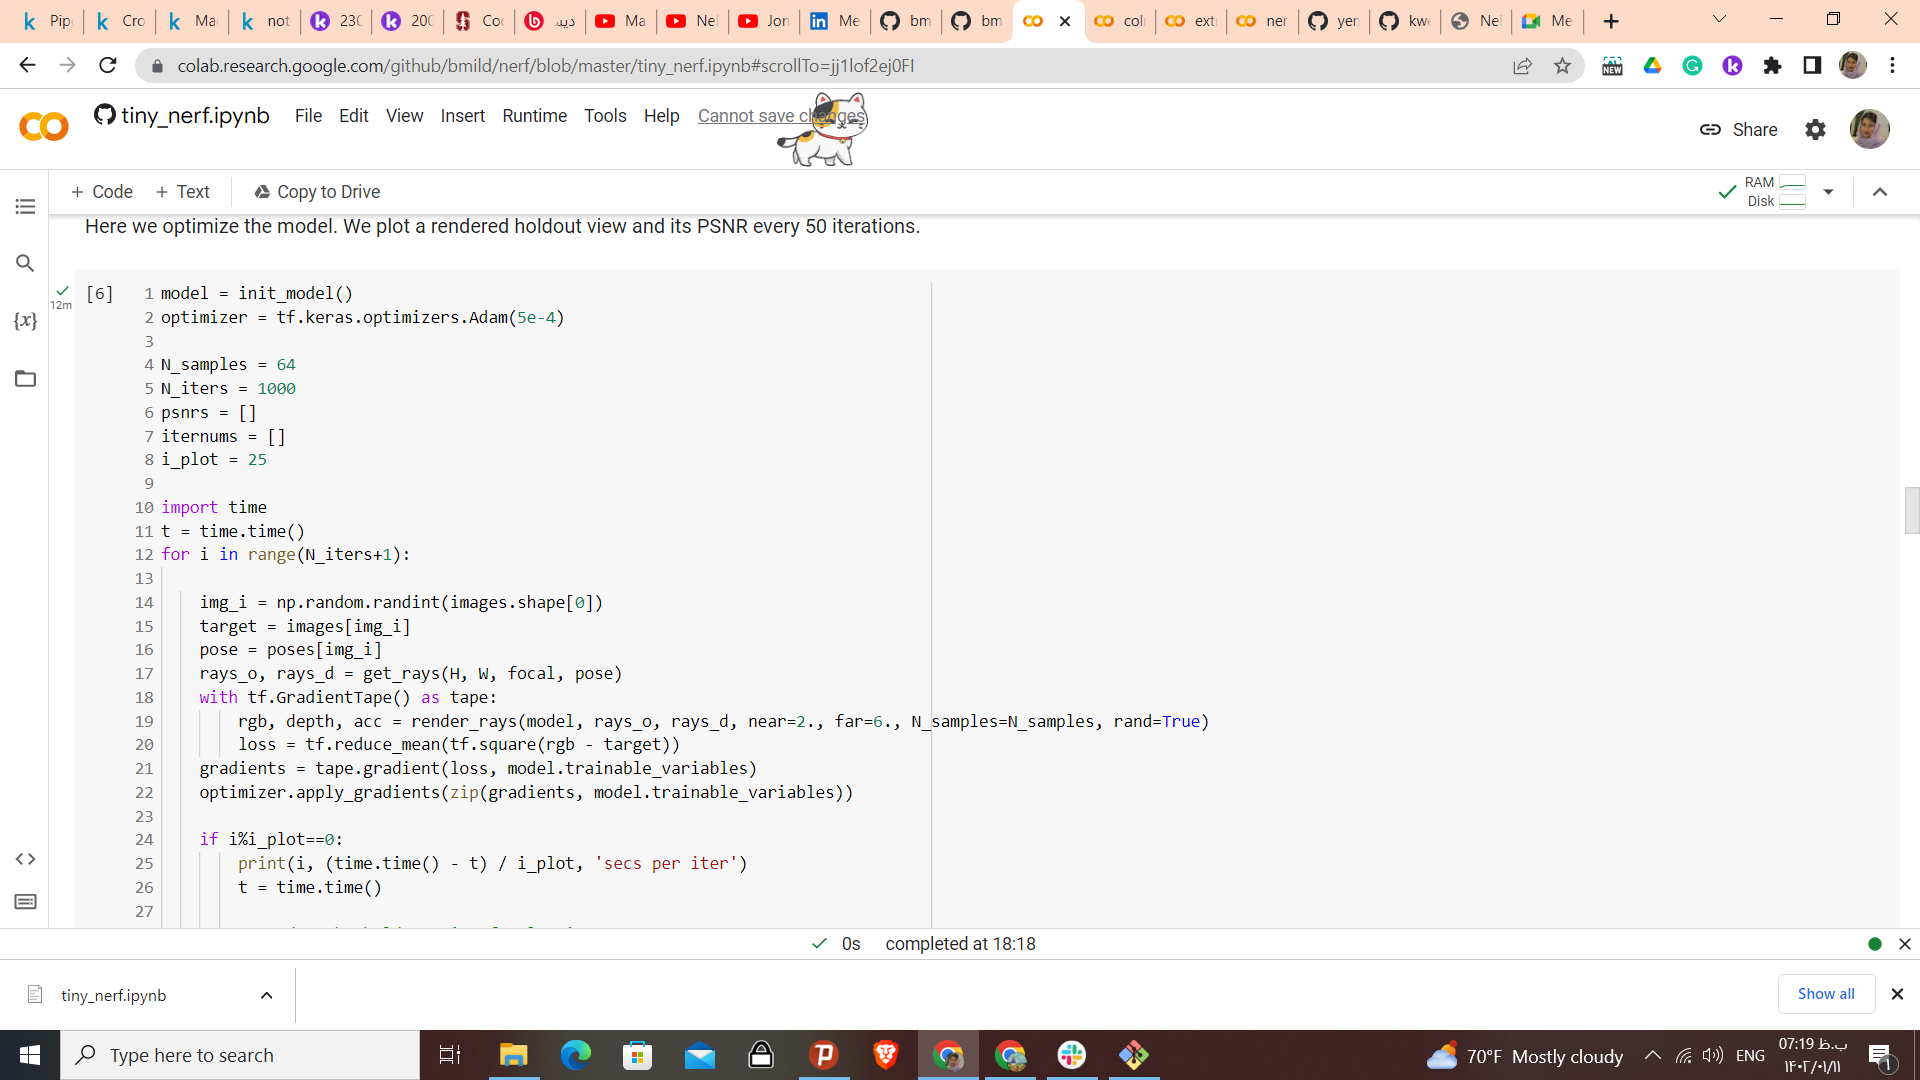 Pip
Cro
Ma
not
230
200
Coo
دیبـ
Ma
Nel
Jon
Me
bm
bm
col
ext
ner
yen
kwe
Nel
Me
colab.research.google.com/github/bmild/nerf/blob/master/tiny_nerf.ipynb#scrollTo=jj1lof2ej0FI
NEW
tiny_nerf.ipynb
File Edit View Insert Runtime Tools Help Cannot save changes
Share
+ Code + Text Copy to Drive
RAM
Disk
Here we optimize the model. We plot a rendered holdout view and its PSNR every 50 iterations.
12m
[6]
1 model = init_model()
2 optimizer = tf.keras.optimizers.Adam(5e-4)
3
4 N_samples = 64
5 N_iters = 1000
6 psnrs = []
7 iternums = []
8 i_plot = 25
9
10 import time
11 t = time.time()
12 for i in range(N_iters+1):
13
14 img_i = np.random.randint(images.shape[0])
15 target = images[img_i]
16 pose = poses[img_i]
17 rays_o, rays_d = get_rays(H, W, focal, pose)
18 with tf.GradientTape() as tape:
19 rgb, depth, acc = render_rays(model, rays_o, rays_d, near=2., far=6., N_samples=N_samples, rand=True)
20 loss = tf.reduce_mean(tf.square(rgb - target))
21 gradients = tape.gradient(loss, model.trainable_variables)
22 optimizer.apply_gradients(zip(gradients, model.trainable_variables))
23
24 if i%i_plot==0:
25 print(i, (time.time() - t) / i_plot, 'secs per iter')
26 t = time.time()
27
0s completed at 18:18
tiny_nerf.ipynb
Show all
Type here to search
70°F Mostly cloudy
ENG
07:19 ب.ظ
۱۴۰۲/۰۱/۱۱
1